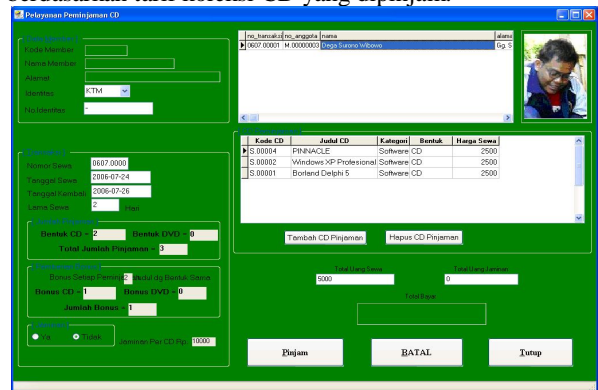 berdasarkan tarif koleksi CD yang dipinjam.
Pelayanan Peminjaman CD
Kode Member
Nama Member
Alamat
Identitas KTM
No.Identitas -
no_transaksi no_anggota nama alama
0607.00001 M.00000003 Dega Surono Wibowo Gg. S
Kode CD Judul CD Kategori Bentuk Harga Sewa
S.00004 PINNACLE Software CD 2500
S.00002 Windows XP Profesional Software CD 2500
S.00001 Borland Delphi 5 Software CD 2500
Tambah CD Pinjaman Hapus CD Pinjaman
Nomor Sewa 0607.0000
Tanggal Sewa 2006-07-24
Tanggal Kembali 2006-07-26
Lama Sewa 2 Hari
Bentuk CD = 2 Bentuk DVD = 0
Total Jumlah Pinjaman = 3
Bonus Setiap Peminja 2 Judul dg Bentuk Sama
Bonus CD = 1 Bonus DVD = 0
Jumlah Bonus = 1
Ya Tidak Jaminan Per CD Rp. 10000
Total Uang Sewa Total Uang Jaminan
5000 0
Total Bayar
Pinjam BATAL Tutup